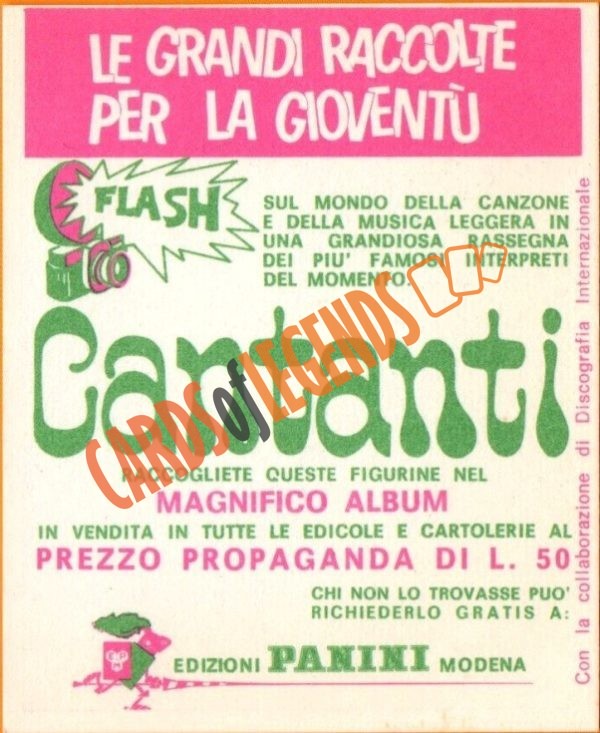 LE GRANDI RACCOLTE
PER LA GIOVENTÙ
FLASH
SUL MONDO DELLA CANZONE
E DELLA MUSICA LEGGERA IN
UNA GRANDIOSA RASSEGNA
DEI PIU' FAMOSI INTERPRETI
DEL MOMENTO.
Cantanti
CARDS of LEGENDS
RACCOGLIETE QUESTE FIGURINE NEL
MAGNIFICO ALBUM
IN VENDITA IN TUTTE LE EDICOLE E CARTOLERIE AL
PREZZO PROPAGANDA DI L. 50
CHI NON LO TROVASSE PUO'
RICHIEDERLO GRATIS A:
EDIZIONI PANINI MODENA
Con la collaborazione di Discografia Internazionale